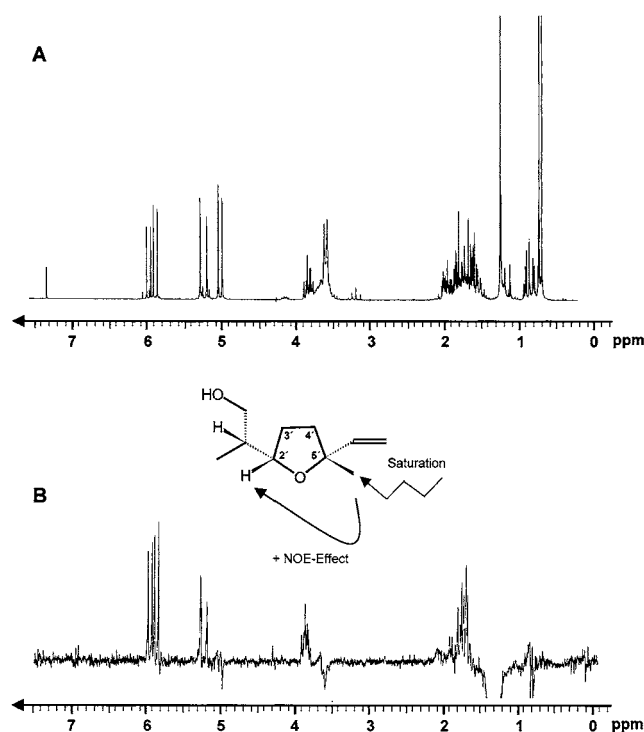 A
7 6 5 4 3 2 1 0 ppm
HO
H
3´ 4´
2´ 5´
Saturation
H
O
B
+ NOE-Effect
7 6 5 4 3 2 1 0 ppm